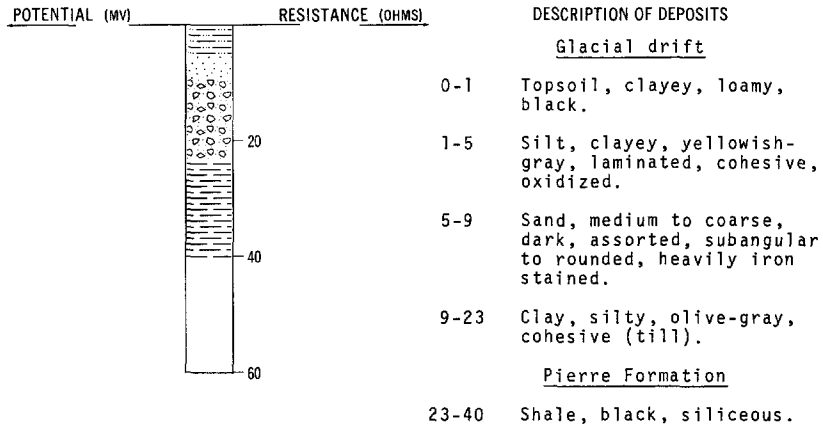 POTENTIAL (MV)
RESISTANCE (OHMS)
DESCRIPTION OF DEPOSITS
Glacial drift
0-1 Topsoil, clayey, loamy,
black.
1-5 Silt, clayey, yellowish-
gray, laminated, cohesive,
oxidized.
5-9 Sand, medium to coarse,
dark, assorted, subangular
to rounded, heavily iron
stained.
9-23 Clay, silty, olive-gray,
cohesive (till).
Pierre Formation
23-40 Shale, black, siliceous.
20
40
60